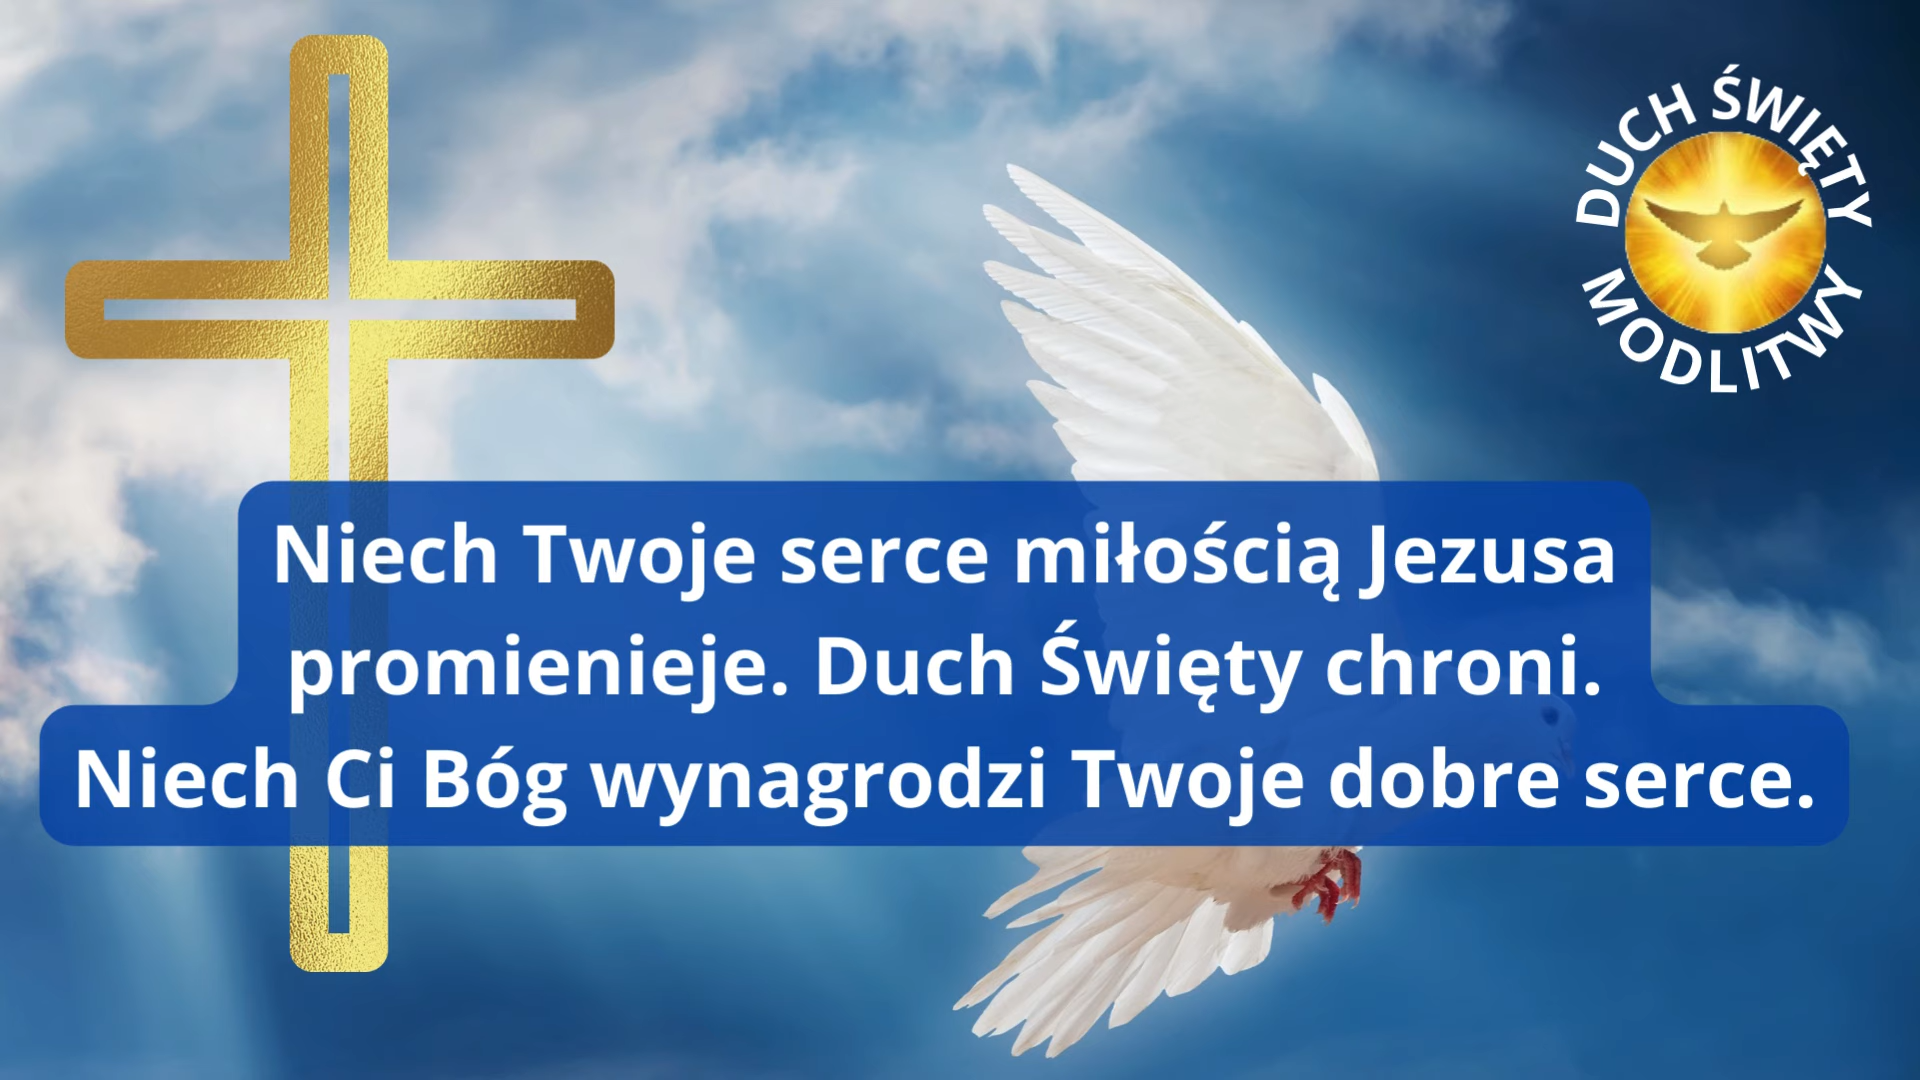 DUCH ŚWIĘTY
MODLITWY
Niech Twoje serce miłością Jezusa
promienieje. Duch Święty chroni.
Niech Ci Bóg wynagrodzi Twoje dobre serce.